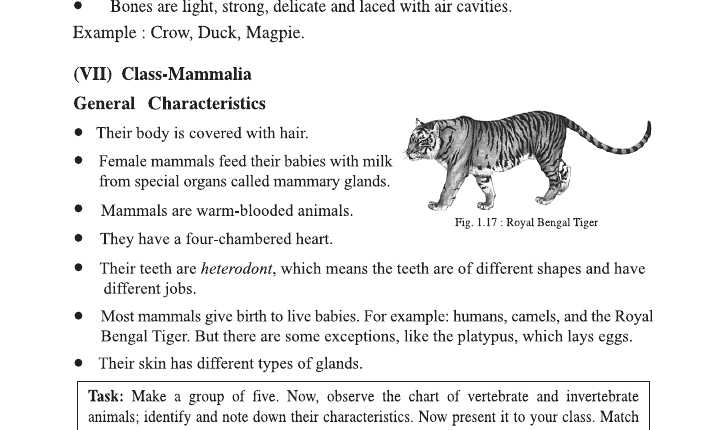 ● Bones are light, strong, delicate and laced with air cavities.
Example : Crow, Duck, Magpie.
(VII) Class-Mammalia
General Characteristics
● Their body is covered with hair.
● Female mammals feed their babies with milk
from special organs called mammary glands.
● Mammals are warm-blooded animals.
Fig. 1.17 : Royal Bengal Tiger
● They have a four-chambered heart.
● Their teeth are heterodont, which means the teeth are of different shapes and have
different jobs.
● Most mammals give birth to live babies. For example: humans, camels, and the Royal
Bengal Tiger. But there are some exceptions, like the platypus, which lays eggs.
● Their skin has different types of glands.
Task: Make a group of five. Now, observe the chart of vertebrate and invertebrate
animals; identify and note down their characteristics. Now present it to your class. Match